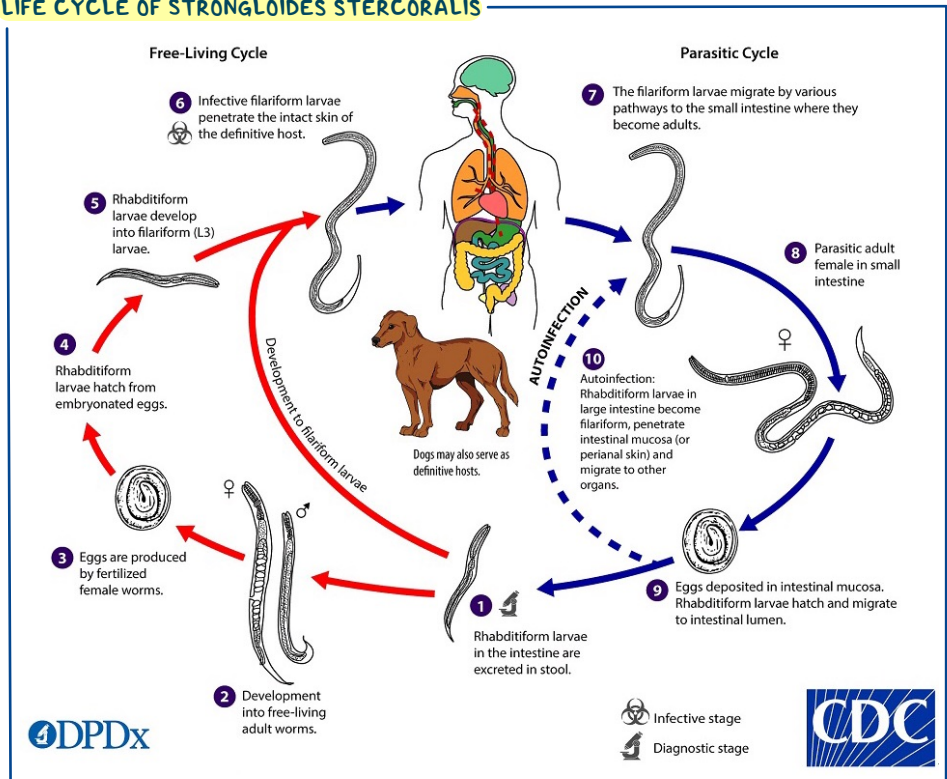 LIFE CYCLE OF STRONGLOIDES STERCORALIS
Free-Living Cycle
Parasitic Cycle
6 Infective filariform larvae
penetrate the intact skin of
the definitive host.
7 The filariform larvae migrate by various
pathways to the small intestine where they
become adults.
5 Rhabditiform
larvae develop
into filariform (L3)
larvae.
8 Parasitic adult
female in small
intestine
4
Rhabditiform
larvae hatch from
embryonated eggs.
Development to filariform larvae
AUTOINFECTION
10
Autoinfection:
Rhabditiform larvae in
large intestine become
filariform, penetrate
intestinal mucosa (or
perianal skin) and
migrate to other
organs.
Dogs may also serve as
definitive hosts.
♀
♀
♂
3 Eggs are produced
by fertilized
female worms.
9 Eggs deposited in intestinal mucosa.
Rhabditiform larvae hatch and migrate
to intestinal lumen.
1
Rhabditiform larvae
in the intestine are
excreted in stool.
2 Development
into free-living
adult worms.
Infective stage
Diagnostic stage
DPDx
CDC